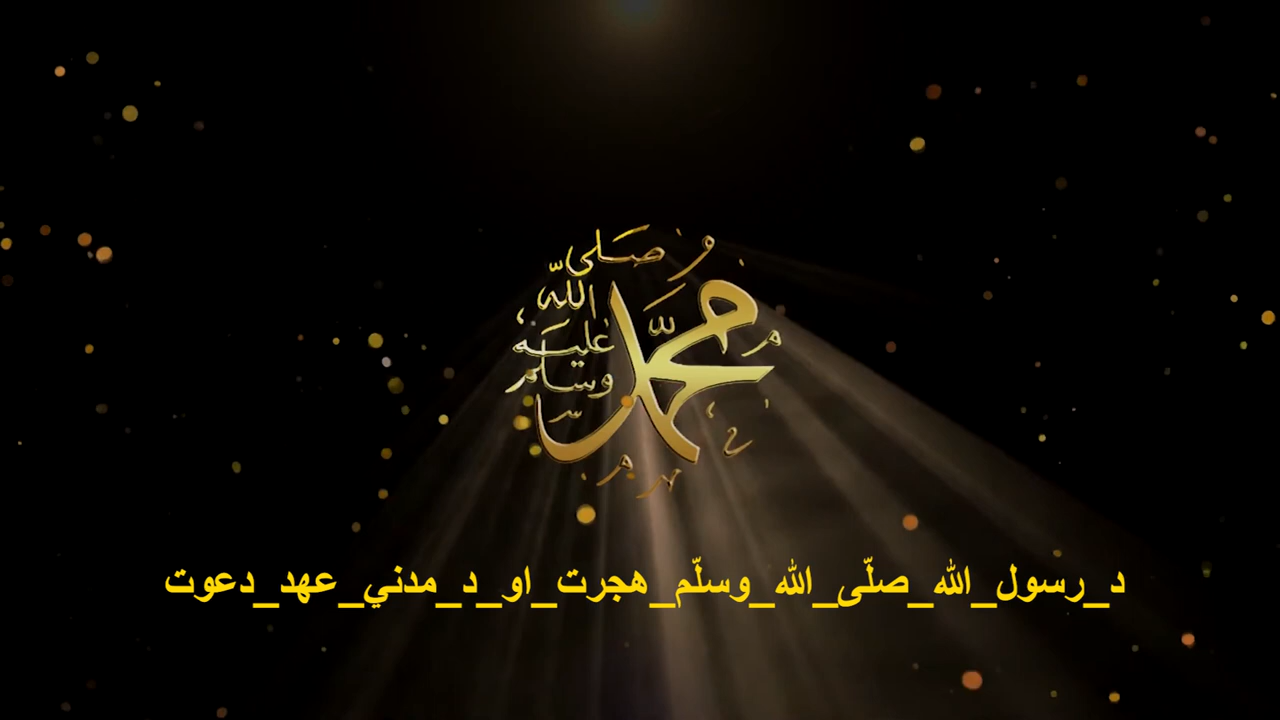 محمد
صلى
الله
عليه
وسلم
د_رسول_الله_صلّى_الله_وسلّم_هجرت_او_د_مدني_عهد_دعوت